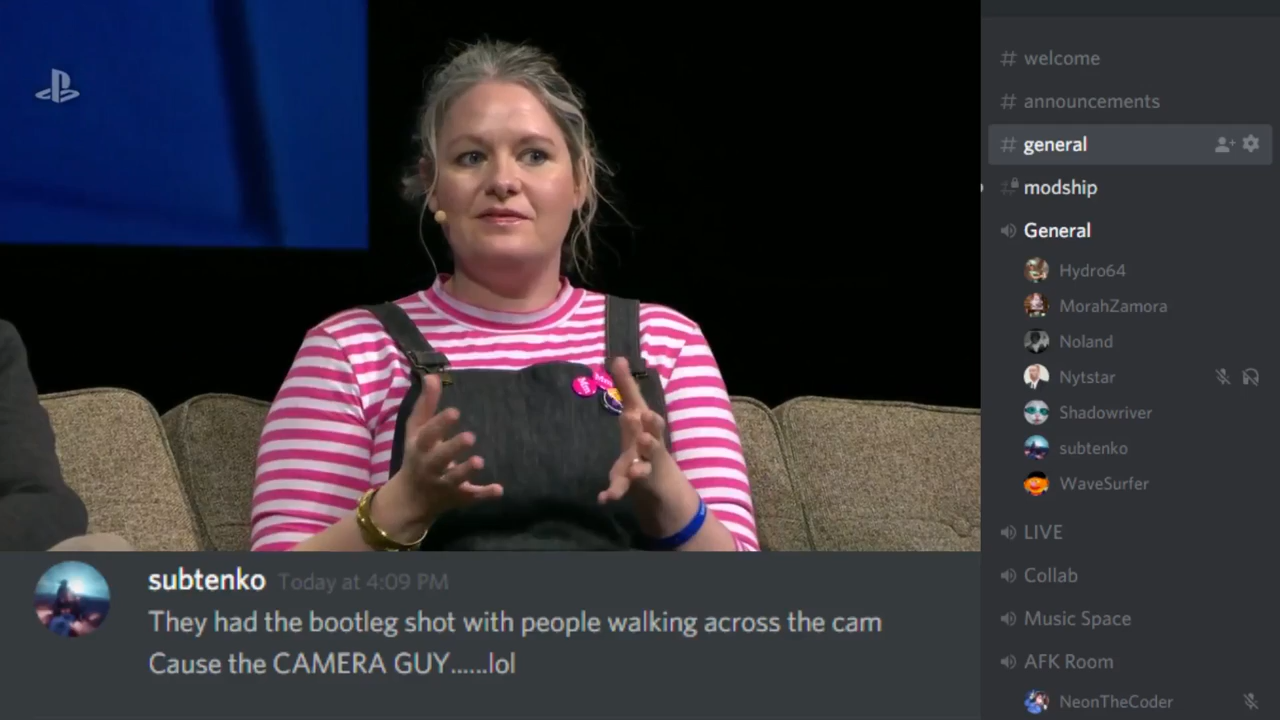 welcome
announcements
general
modship
General
Hydro64
MorahZamora
Noland
Nytstar
Shadowriver
subtenko
WaveSurfer
LIVE
Collab
Music Space
AFK Room
NeonTheCoder
subtenko Today at 4:09 PM
They had the bootleg shot with people walking across the cam
Cause the CAMERA GUY......lol